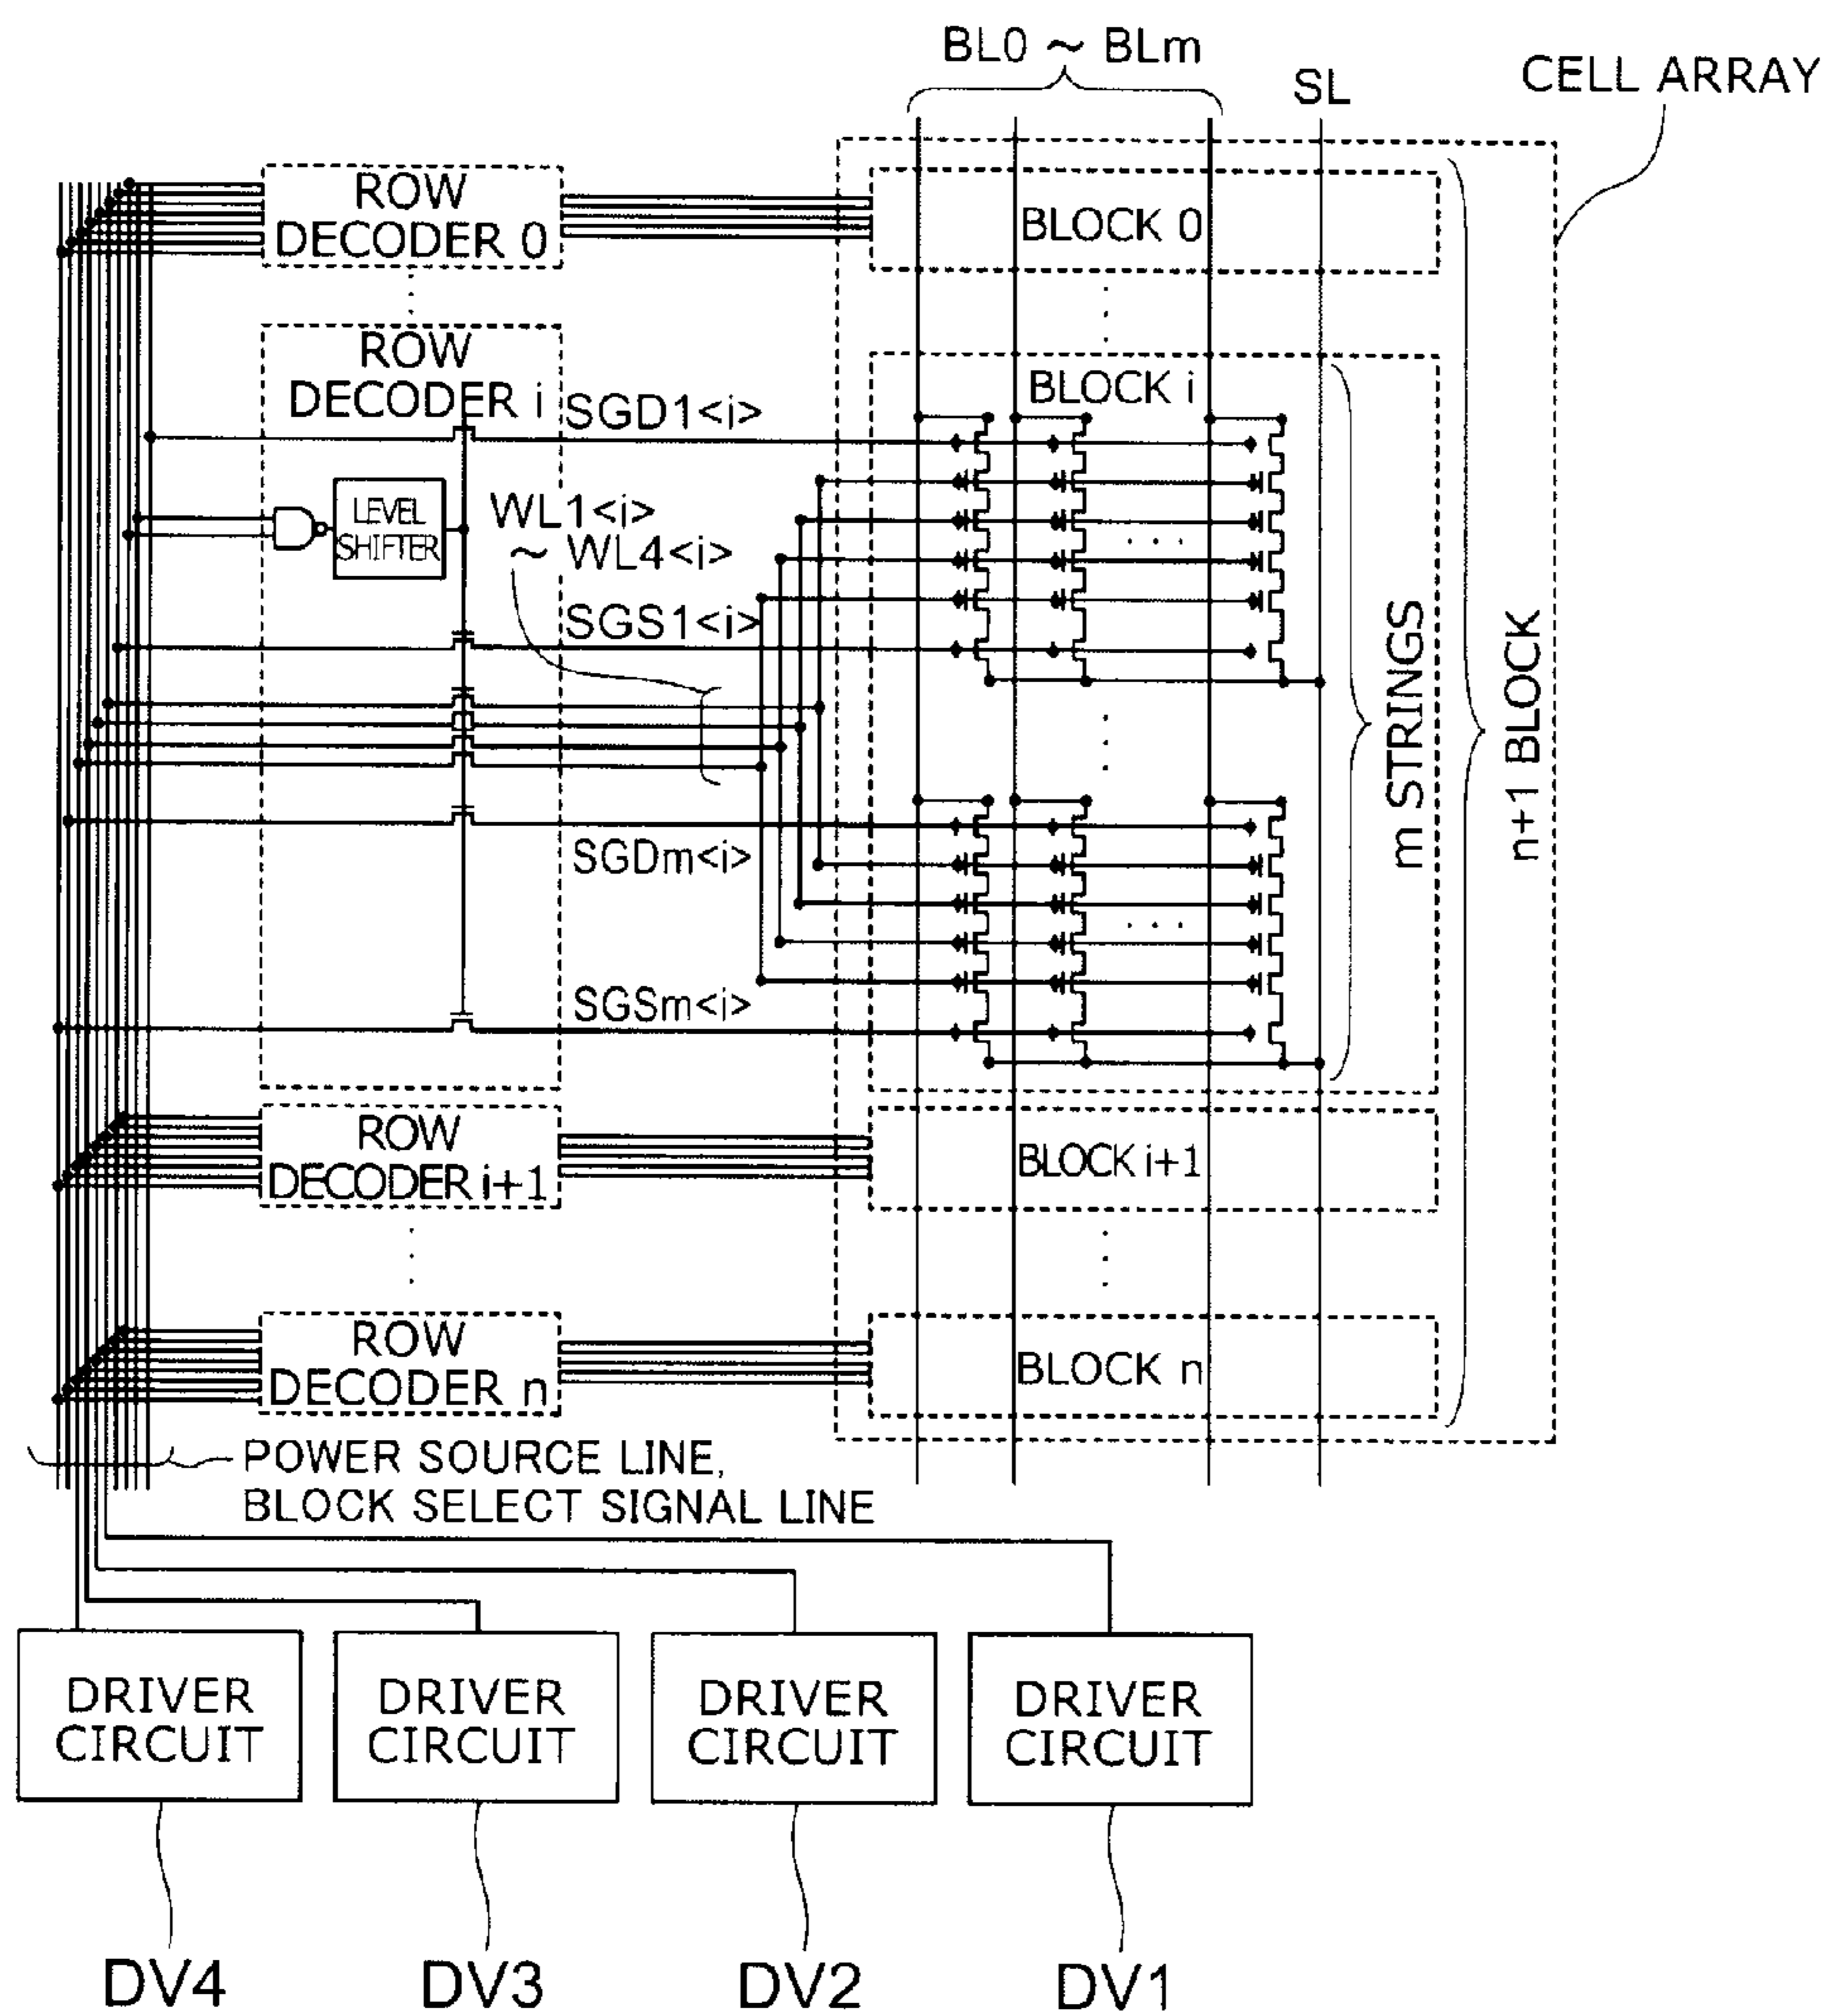 BL0 ~ BLm
SL
CELL ARRAY
ROW
DECODER 0
BLOCK 0
ROW
DECODER i
BLOCK i
SGD1<i>
LEVEL
SHIFTER
WL1<i>
~ WL4<i>
SGS1<i>
m STRINGS
n+1 BLOCK
SGDm<i>
SGSm<i>
ROW
DECODER i+1
BLOCK i+1
ROW
DECODER n
BLOCK n
POWER SOURCE LINE,
BLOCK SELECT SIGNAL LINE
DRIVER
CIRCUIT
DRIVER
CIRCUIT
DRIVER
CIRCUIT
DRIVER
CIRCUIT
DV4
DV3
DV2
DV1